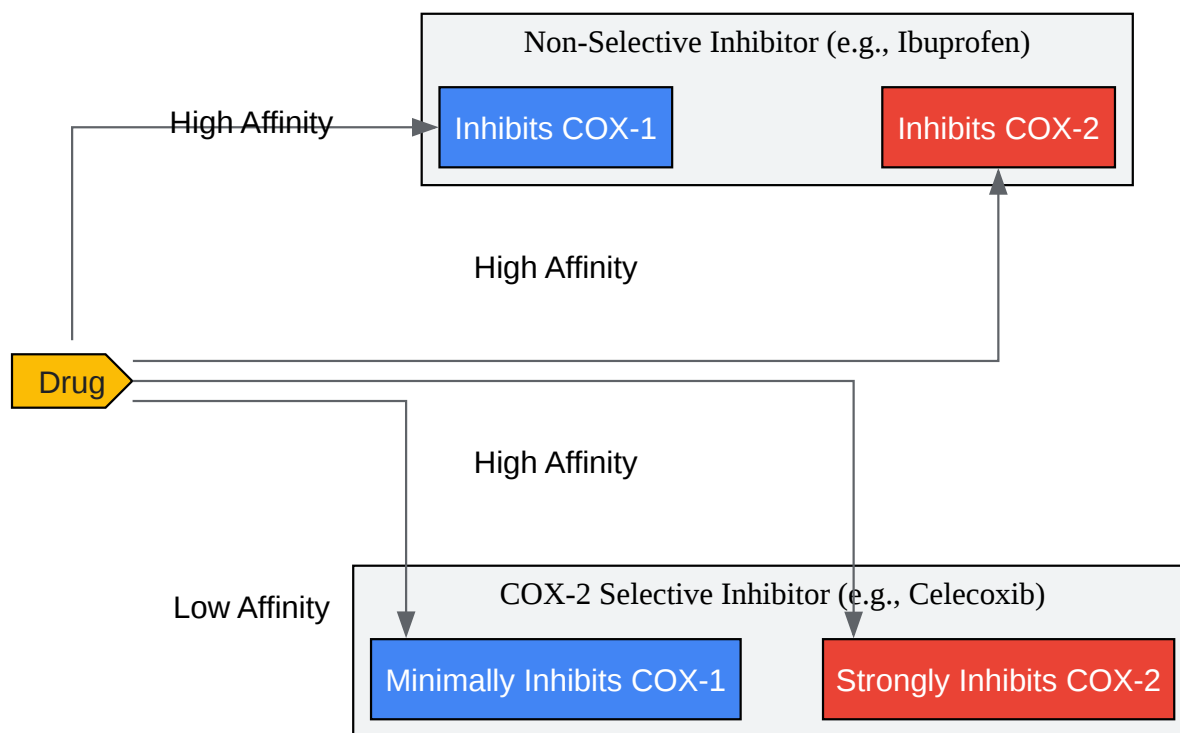 Non-Selective Inhibitor (e.g., Ibuprofen)
High Affinity
Inhibits COX-1
Inhibits COX-2
High Affinity
Drug
High Affinity
COX-2 Selective Inhibitor (e.g., Celecoxib)
Low Affinity
Minimally Inhibits COX-1
Strongly Inhibits COX-2